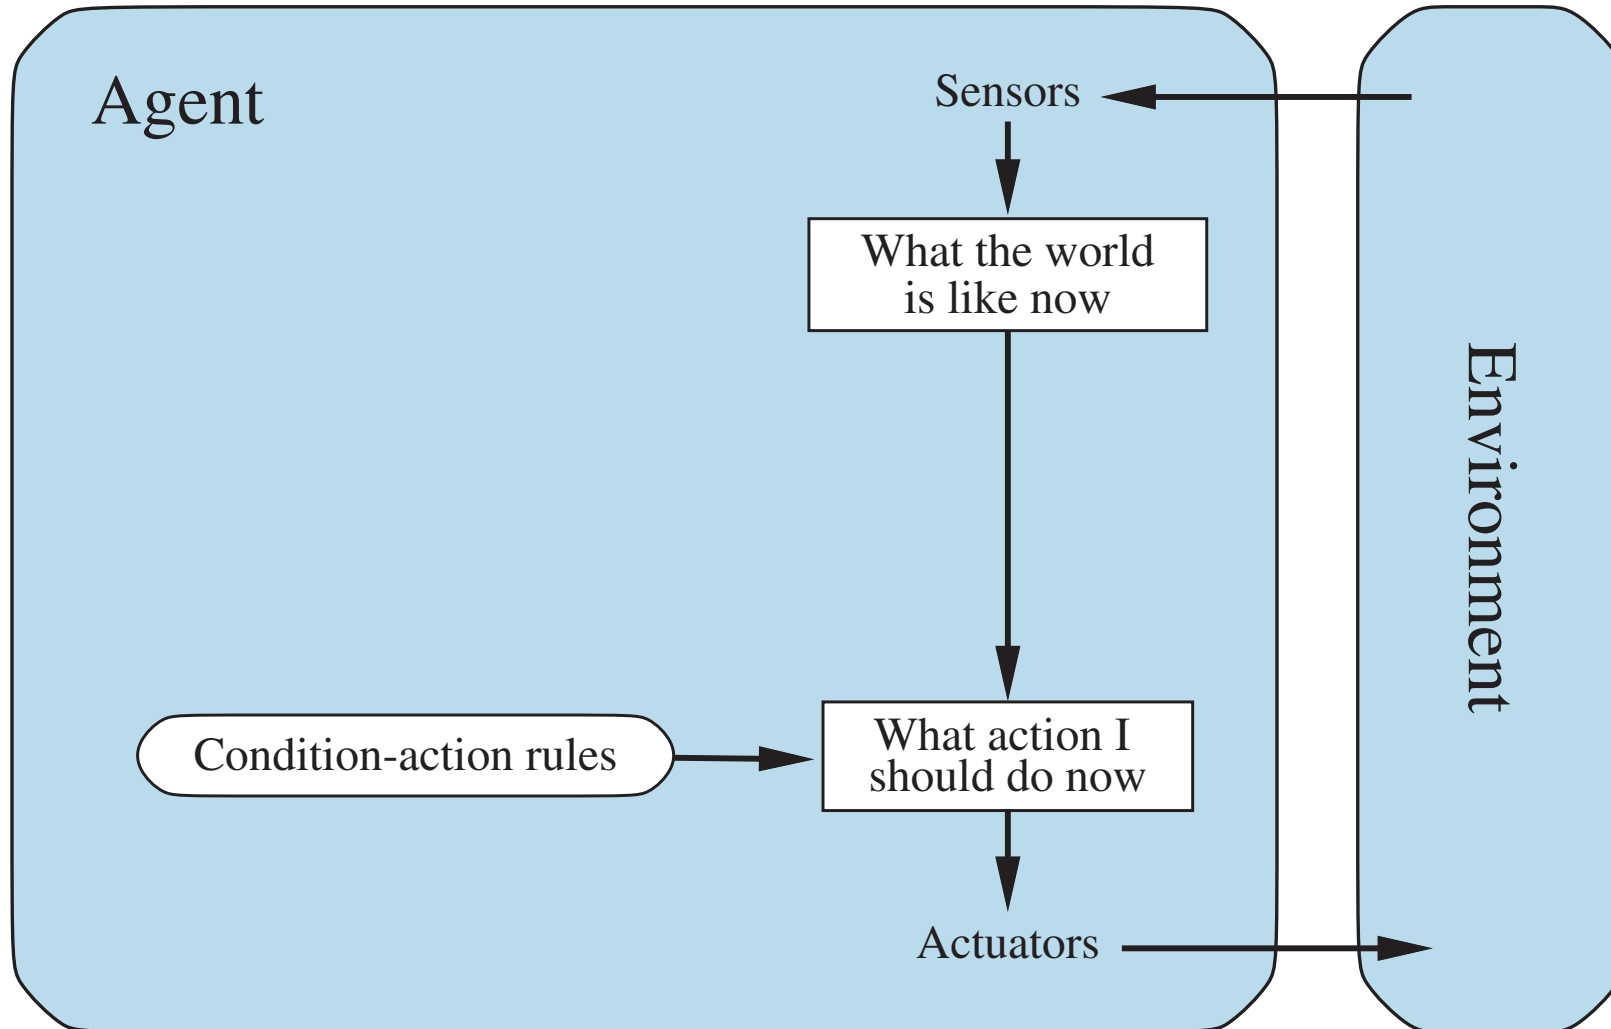 Agent
Sensors
What the world
is like now
Environment
Condition-action rules
What action I
should do now
Actuators